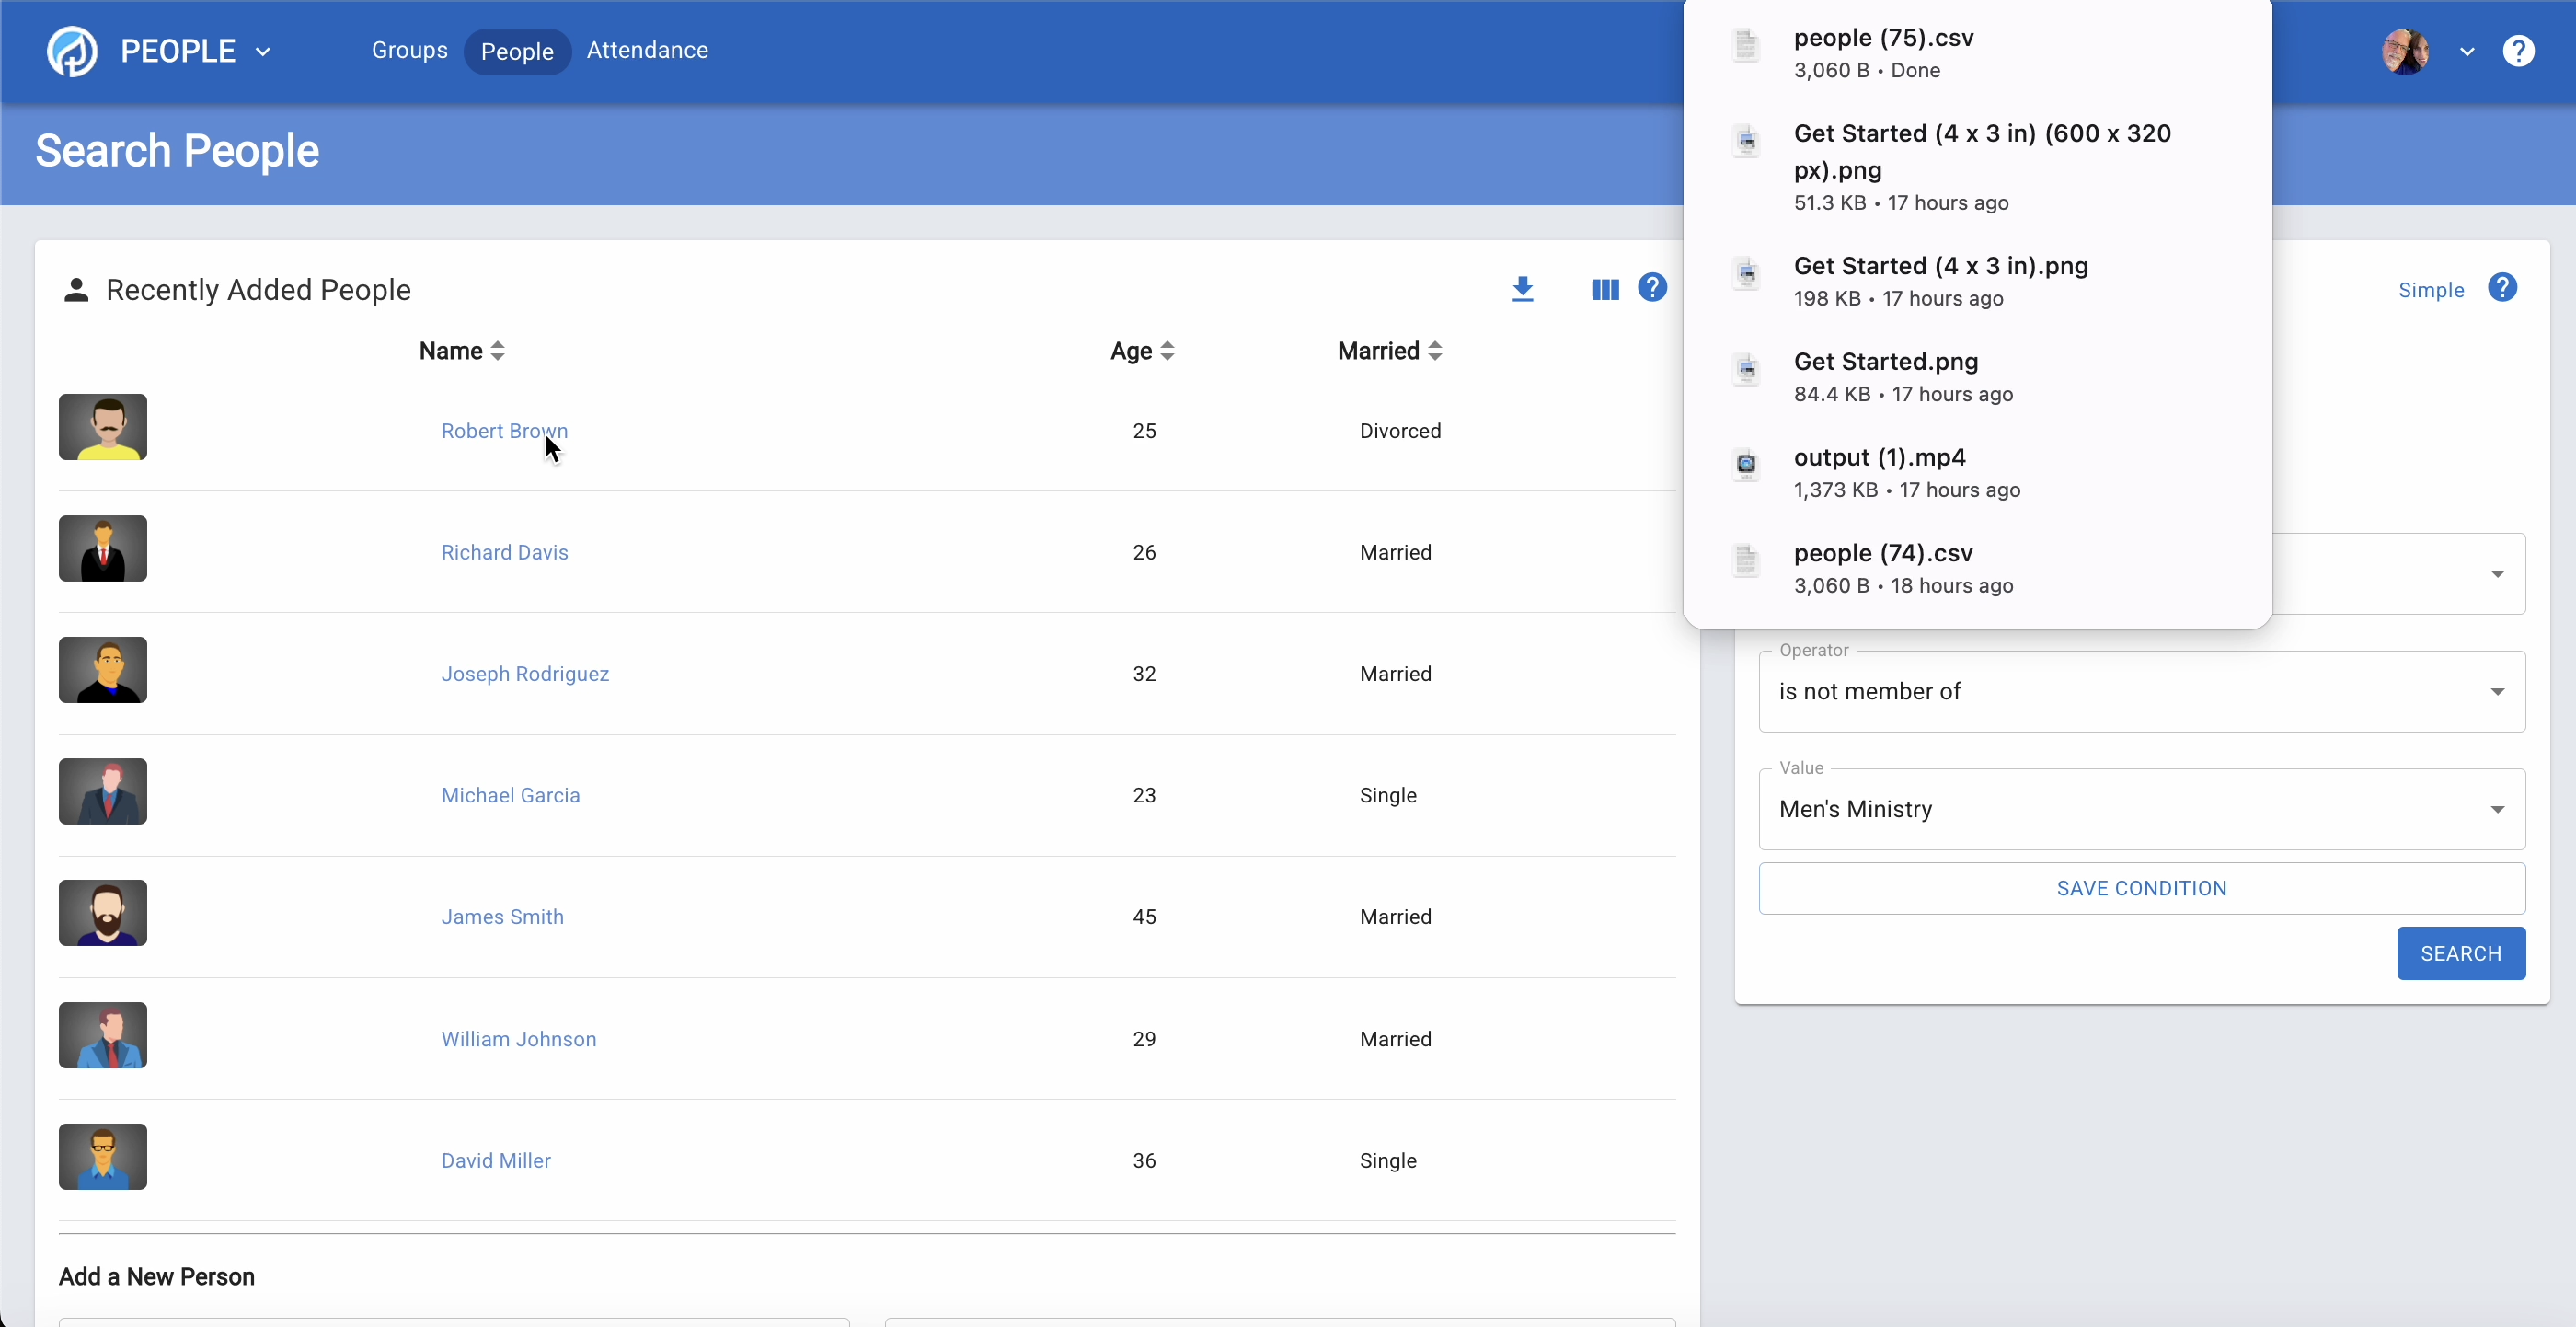 PEOPLE
Groups People Attendance
Search People
Recently Added People
Name Age Married
Robert Brown 25 Divorced
Richard Davis 26 Married
Joseph Rodriguez 32 Married
Michael Garcia 23 Single
James Smith 45 Married
William Johnson 29 Married
David Miller 36 Single
Add a New Person
people (75).csv
3,060 B • Done
Get Started (4 x 3 in) (600 x 320
px).png
51.3 KB • 17 hours ago
Get Started (4 x 3 in).png
198 KB • 17 hours ago
Get Started.png
84.4 KB • 17 hours ago
output (1).mp4
1,373 KB • 17 hours ago
people (74).csv
3,060 B • 18 hours ago
Simple
Operator
is not member of
Value
Men's Ministry
SAVE CONDITION
SEARCH